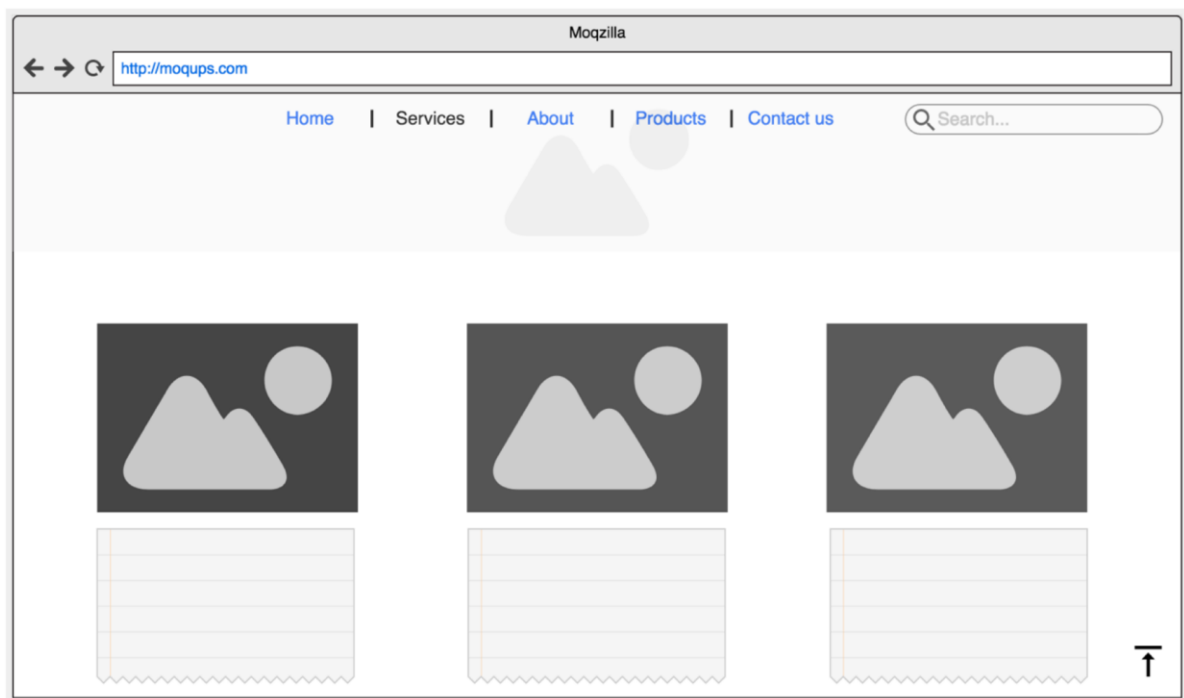 Moqzilla
http://moqups.com
Home | Services | About | Products | Contact us Search...